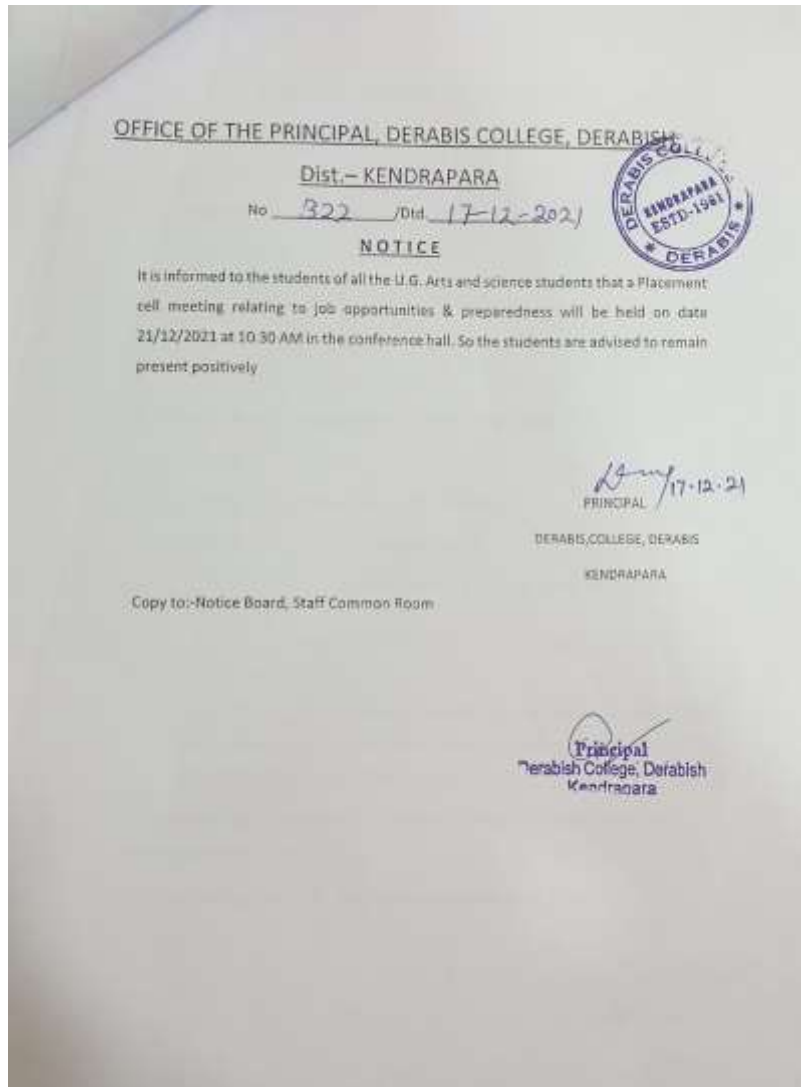 OFFICE OF THE PRINCIPAL, DERABIS COLLEGE, DERABISH
Dist.– KENDRAPARA
No 322 /Dtd 17-12-2021
DERABIS COLLEGE
KENDRAPARA
ESTD-1981
* DERABIS *
NOTICE
It is informed to the students of all the U.G. Arts and science students that a Placement
cell meeting relating to job opportunities & preparedness will be held on date
21/12/2021 at 10 30 AM in the conference hall. So the students are advised to remain
present positively
17-12-21
PRINCIPAL
DERABIS,COLLEGE, DERABIS
KENDRAPARA
Copy to:-Notice Board, Staff Common Room
Principal
Derabish College, Derabish
Kendrapara